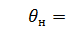 θн =